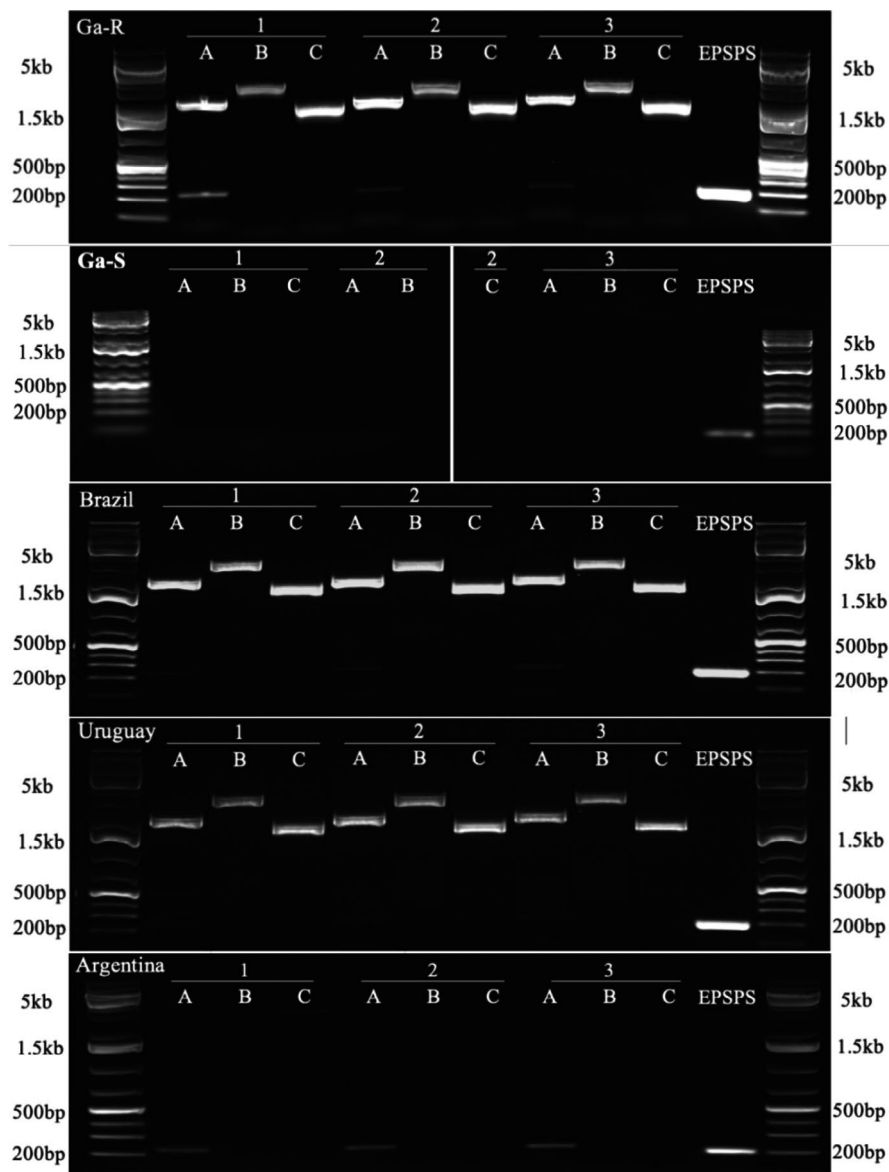 Ga-R 1 2 3
A B C A B C A B C EPSPS
5kb 5kb
1.5kb 1.5kb
500bp 500bp
200bp 200bp
Ga-S 1 2 2 3
A B C A B C A B C EPSPS
5kb 5kb
1.5kb 1.5kb
500bp 500bp
200bp 200bp
Brazil 1 2 3
A B C A B C A B C EPSPS
5kb 5kb
1.5kb 1.5kb
500bp 500bp
200bp 200bp
Uruguay 1 2 3
A B C A B C A B C EPSPS
5kb 5kb
1.5kb 1.5kb
500bp 500bp
200bp 200bp
Argentina 1 2 3
A B C A B C A B C EPSPS
5kb 5kb
1.5kb 1.5kb
500bp 500bp
200bp 200bp